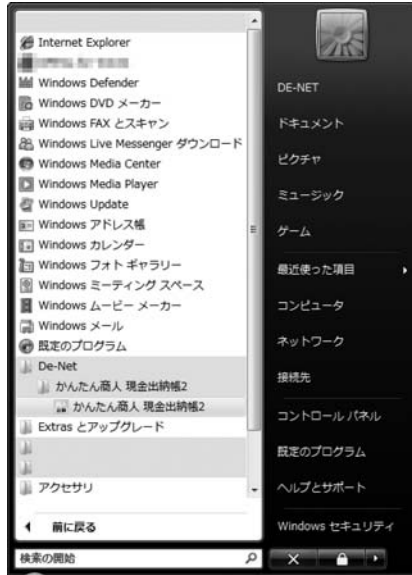 Internet Explorer
Windows Defender
Windows DVD メーカー
Windows FAX とスキャン
Windows Live Messenger ダウンロード
Windows Media Center
Windows Media Player
Windows Update
Windows アドレス帳
Windows カレンダー
Windows フォト ギャラリー
Windows ミーティング スペース
Windows ムービー メーカー
Windows メール
既定のプログラム
De-Net
かんたん商人 現金出納帳2
かんたん商人 現金出納帳2
Extras とアップグレード
アクセサリ
前に戻る
検索の開始
DE-NET
ドキュメント
ピクチャ
ミュージック
ゲーム
最近使った項目
コンピュータ
ネットワーク
接続先
コントロール パネル
既定のプログラム
ヘルプとサポート
Windows セキュリティ